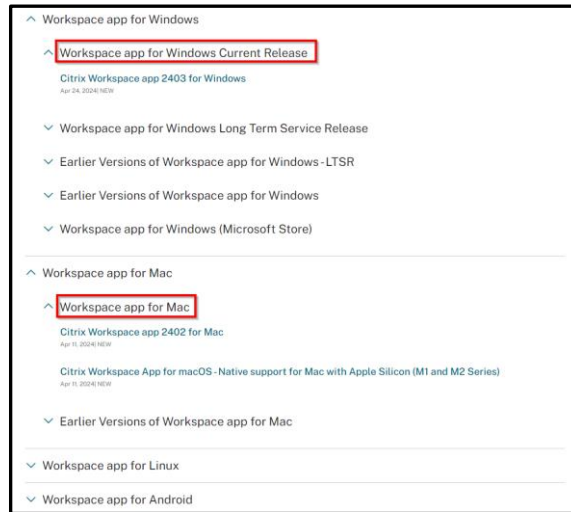 Workspace app for Windows
Workspace app for Windows Current Release
Citrix Workspace app 2403 for Windows
Apr 24, 2024| NEW
Workspace app for Windows Long Term Service Release
Earlier Versions of Workspace app for Windows - LTSR
Earlier Versions of Workspace app for Windows
Workspace app for Windows (Microsoft Store)
Workspace app for Mac
Workspace app for Mac
Citrix Workspace app 2402 for Mac
Apr 11, 2024| NEW
Citrix Workspace App for macOS - Native support for Mac with Apple Silicon (M1 and M2 Series)
Apr 11, 2024| NEW
Earlier Versions of Workspace app for Mac
Workspace app for Linux
Workspace app for Android